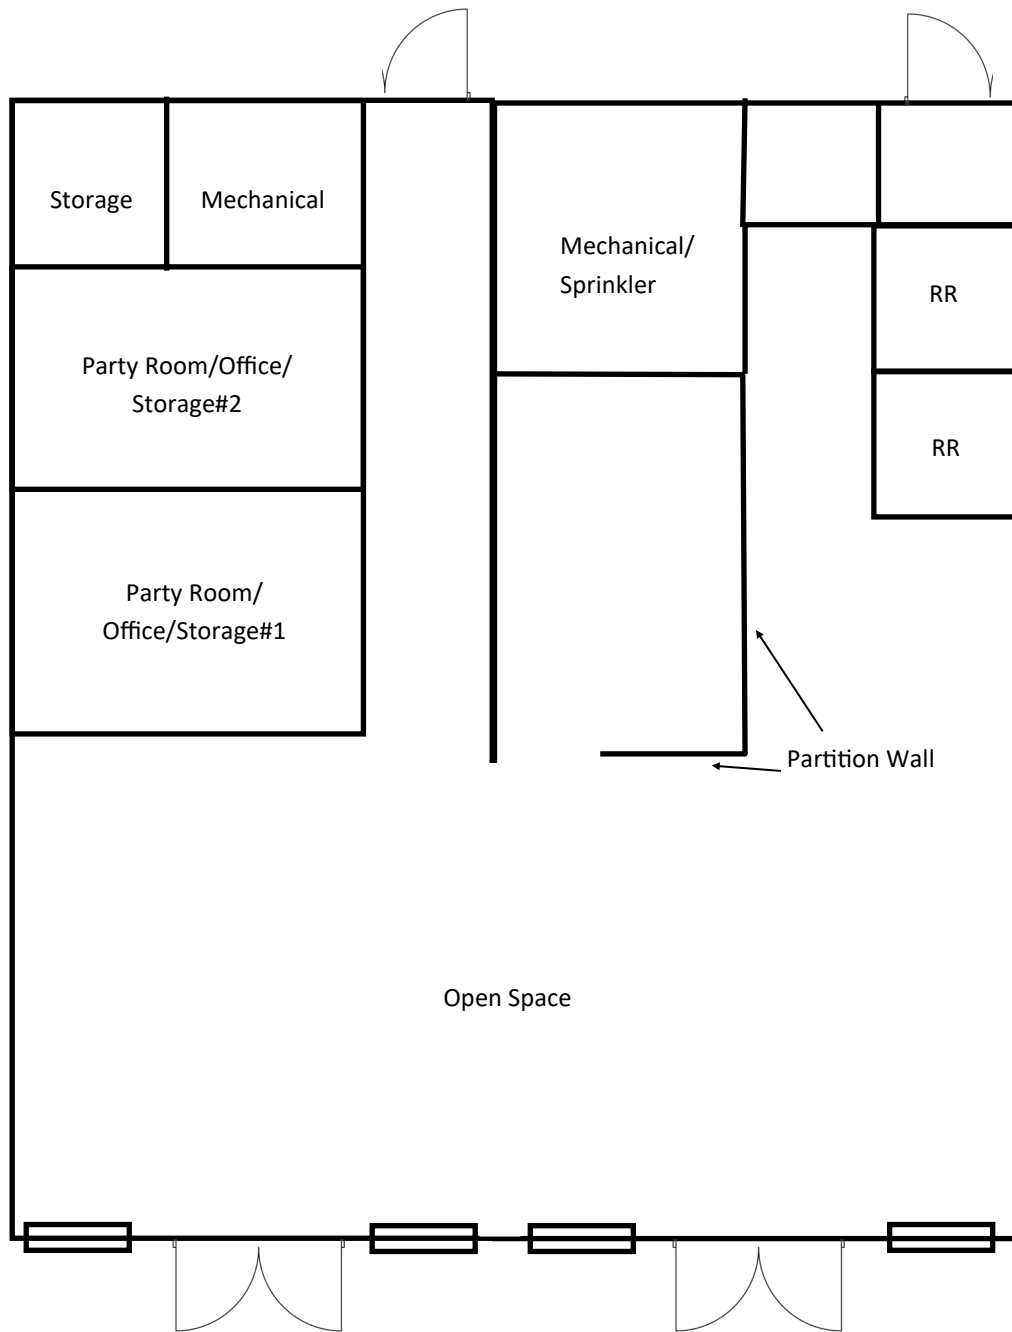 Storage
Mechanical
Mechanical/
Sprinkler
RR
Party Room/Office/
Storage#2
RR
Party Room/
Office/Storage#1
Partition Wall
Open Space